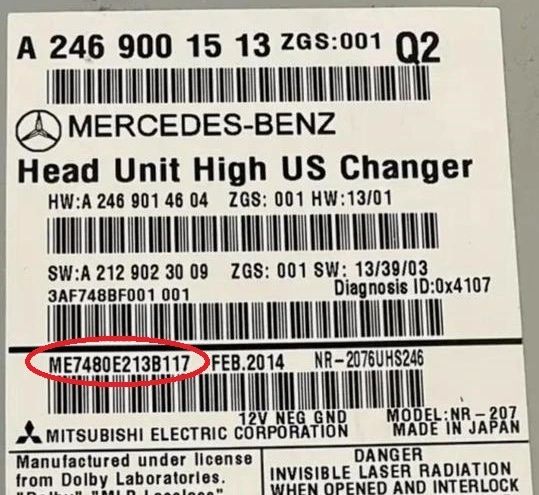 A 246 900 15 13 ZGS:001 Q2
MERCEDES-BENZ
Head Unit High US Changer
HW:A 246 901 46 04 ZGS: 001 HW:13/01
SW:A 212 902 30 09 ZGS: 001 SW: 13/39/03
3AF748BF001 001 Diagnosis ID:0x4107
ME7480E213B117 FEB.2014 NR-2076UHS246
12V NEG GND MODEL:NR-207
MITSUBISHI ELECTRIC CORPORATION MADE IN JAPAN
Manufactured under license
from Dolby Laboratories.
"Dolby", "MLP Lossless"
DANGER
INVISIBLE LASER RADIATION
WHEN OPENED AND INTERLOCK